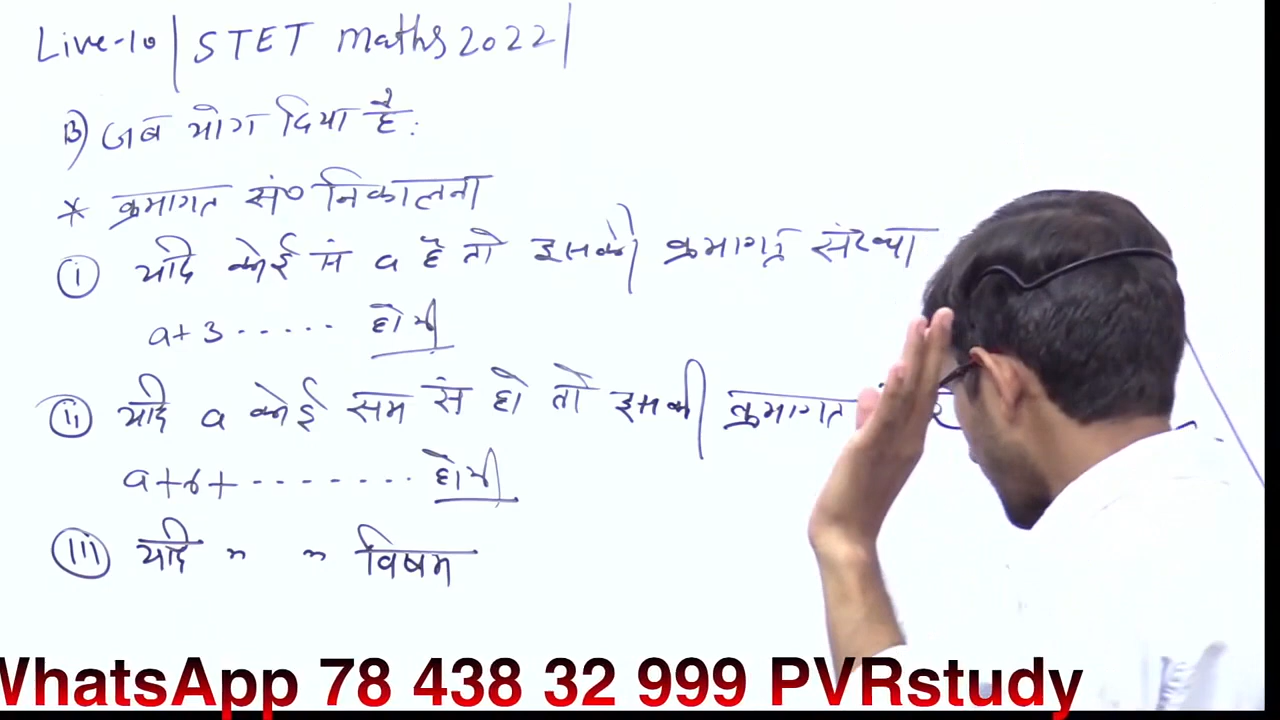 Live-10 | STET maths 2022 |
B) जब योग दिया है:
* क्रमागत सं० निकालना
(i) यदि कोई सं a है तो इसकी क्रमागत संख्या
a+3 ...... होगी
(ii) यदि a कोई सम सं हो तो इसकी क्रमागत
a+6+ - - - - - - - . होगी
(iii) यदि " " विषम
WhatsApp 78 438 32 999 PVRstudy